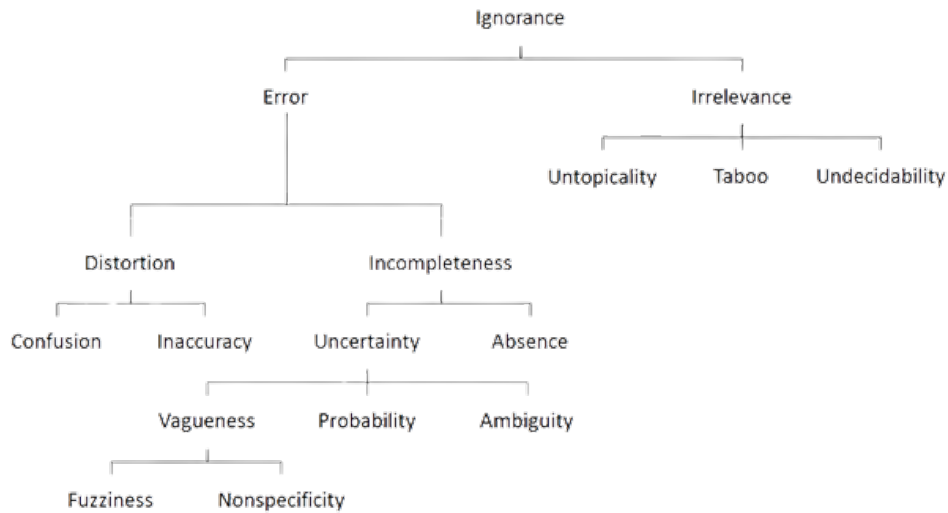 Ignorance
Error Irrelevance
Untopicality Taboo Undecidability
Distortion Incompleteness
Confusion Inaccuracy Uncertainty Absence
Vagueness Probability Ambiguity
Fuzziness Nonspecificity